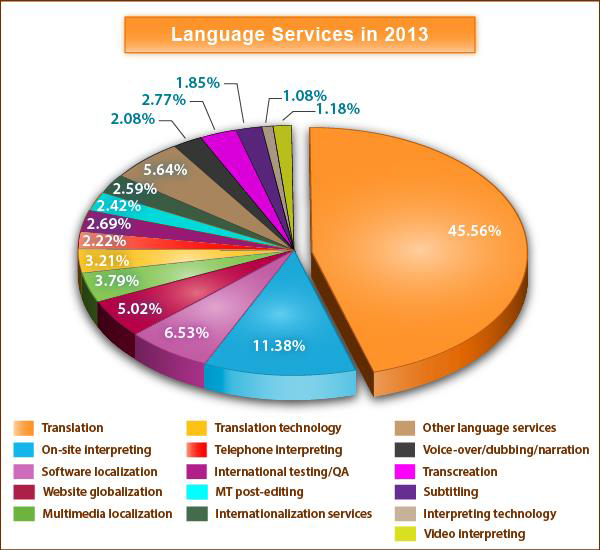 Language Services in 2013
1.85%
2.77%
1.08%
1.18%
2.08%
5.64%
2.59%
2.42%
2.69%
2.22%
3.21%
3.79%
5.02%
6.53%
11.38%
45.56%
Translation
On-site interpreting
Software localization
Website globalization
Multimedia localization
Translation technology
Telephone interpreting
International testing/QA
MT post-editing
Internationalization services
Other language services
Voice-over/dubbing/narration
Transcreation
Subtitling
Interpreting technology
Video interpreting